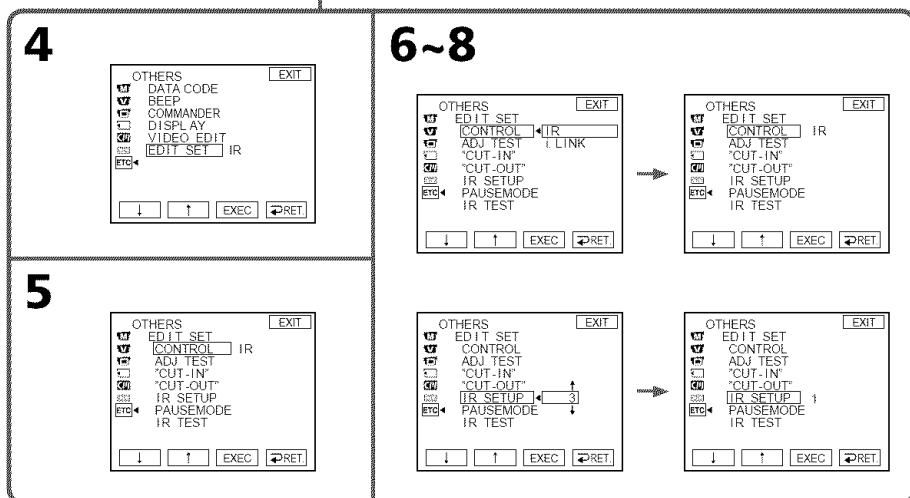 4
OTHERS EXIT
DATA CODE
BEEP
COMMANDER
DISPLAY
VIDEO EDIT
EDIT SET IR
ETC
↓ ↑ EXEC RET.
5
OTHERS EXIT
EDIT SET
CONTROL IR
ADJ TEST
"CUT-IN"
"CUT-OUT"
IR SETUP
ETC PAUSEMODE
IR TEST
↓ ↑ EXEC RET.
6~8
OTHERS EXIT
EDIT SET
CONTROL IR
ADJ TEST i.LINK
"CUT-IN"
"CUT-OUT"
IR SETUP
ETC PAUSEMODE
IR TEST
↓ ↑ EXEC RET.
OTHERS EXIT
EDIT SET
CONTROL IR
ADJ TEST
"CUT-IN"
"CUT-OUT"
IR SETUP
ETC PAUSEMODE
IR TEST
↓ ↑ EXEC RET.
OTHERS EXIT
EDIT SET
CONTROL
ADJ TEST
"CUT-IN"
"CUT-OUT"
IR SETUP 3
ETC PAUSEMODE
IR TEST
↓ ↑ EXEC RET.
OTHERS EXIT
EDIT SET
CONTROL
ADJ TEST
"CUT-IN"
"CUT-OUT"
IR SETUP 1
ETC PAUSEMODE
IR TEST
↓ ↑ EXEC RET.